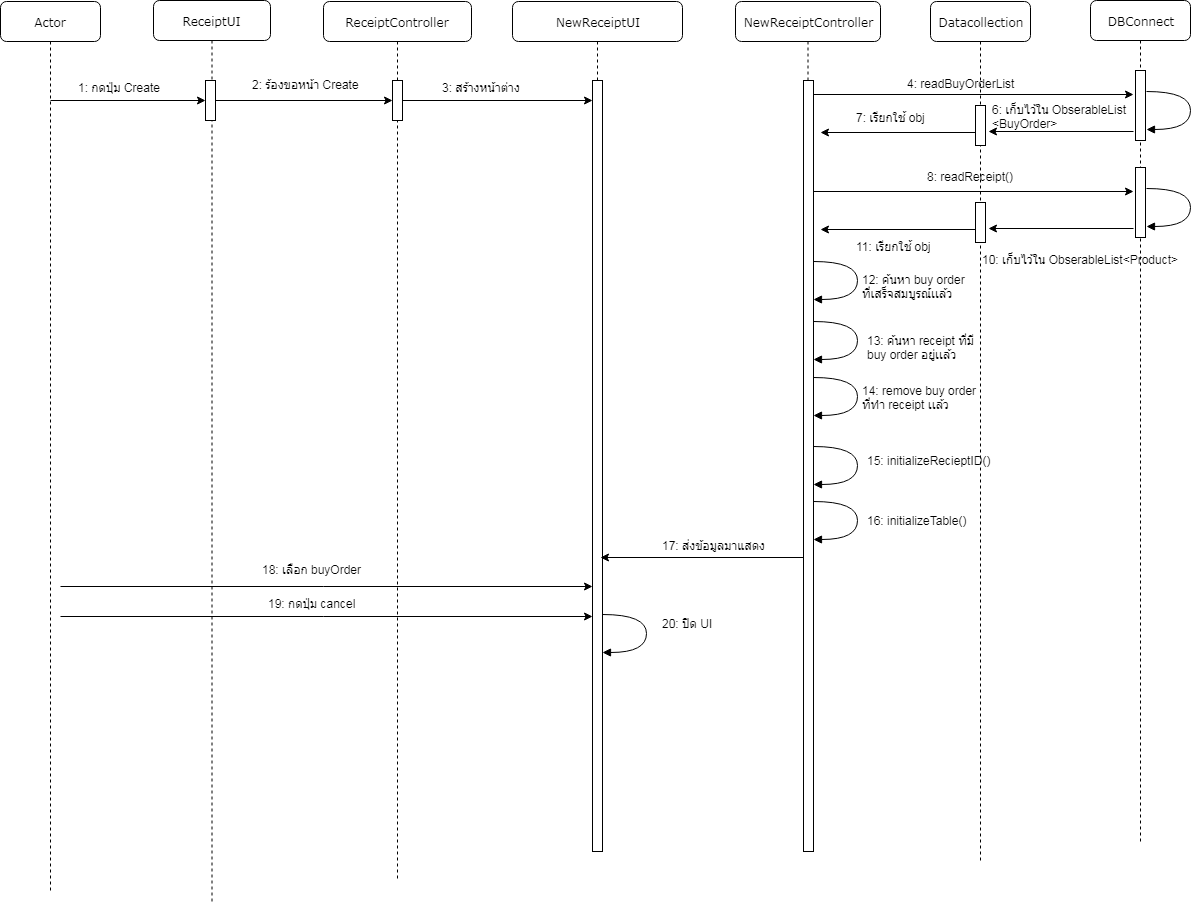 Actor
ReceiptUI
ReceiptController
NewReceiptUI
NewReceiptController
Datacollection
DBConnect
1: กดปุ่ม Create
2: ร้องขอหน้า Create
3: สร้างหน้าต่าง
4: readBuyOrderList
6: เก็บไว้ใน ObserableList
<BuyOrder>
7: เรียกใช้ obj
8: readReceipt()
10: เก็บไว้ใน ObserableList<Product>
11: เรียกใช้ obj
12: ค้นหา buy order
ที่เสร็จสมบูรณ์แล้ว
13: ค้นหา receipt ที่มี
buy order อยู่แล้ว
14: remove buy order
ที่ทำ receipt แล้ว
15: initializeRecieptID()
16: initializeTable()
17: ส่งข้อมูลมาแสดง
18: เลือก buyOrder
19: กดปุ่ม cancel
20: ปิด UI